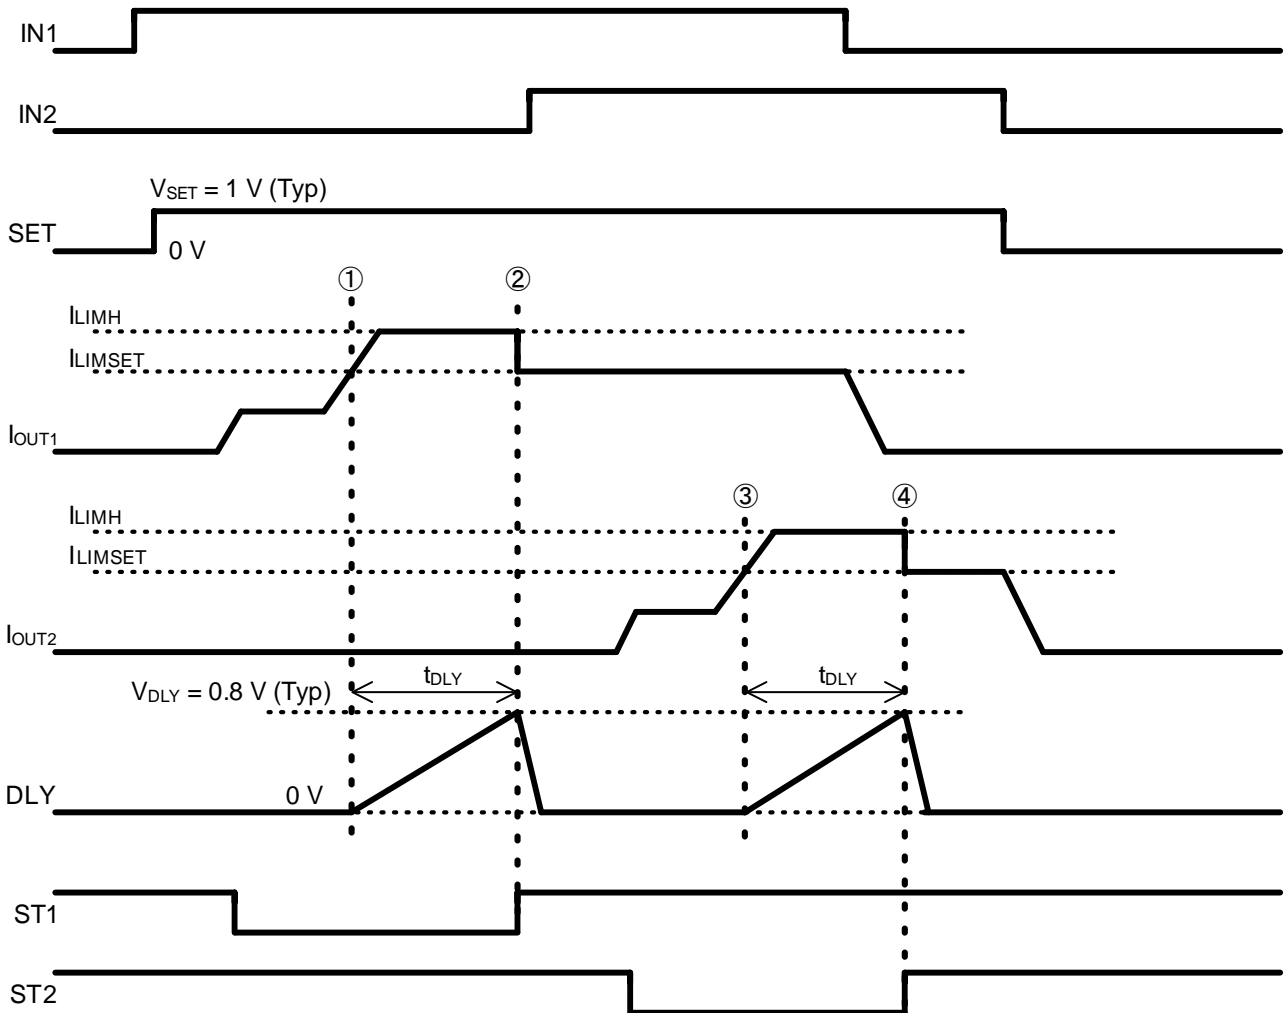 IN1
IN2
VSET = 1 V (Typ)
SET
0 V
① ②
ILIMH
ILIMSET
IOUT1
③ ④
ILIMH
ILIMSET
IOUT2
tDLY tDLY
VDLY = 0.8 V (Typ)
0 V
DLY
ST1
ST2